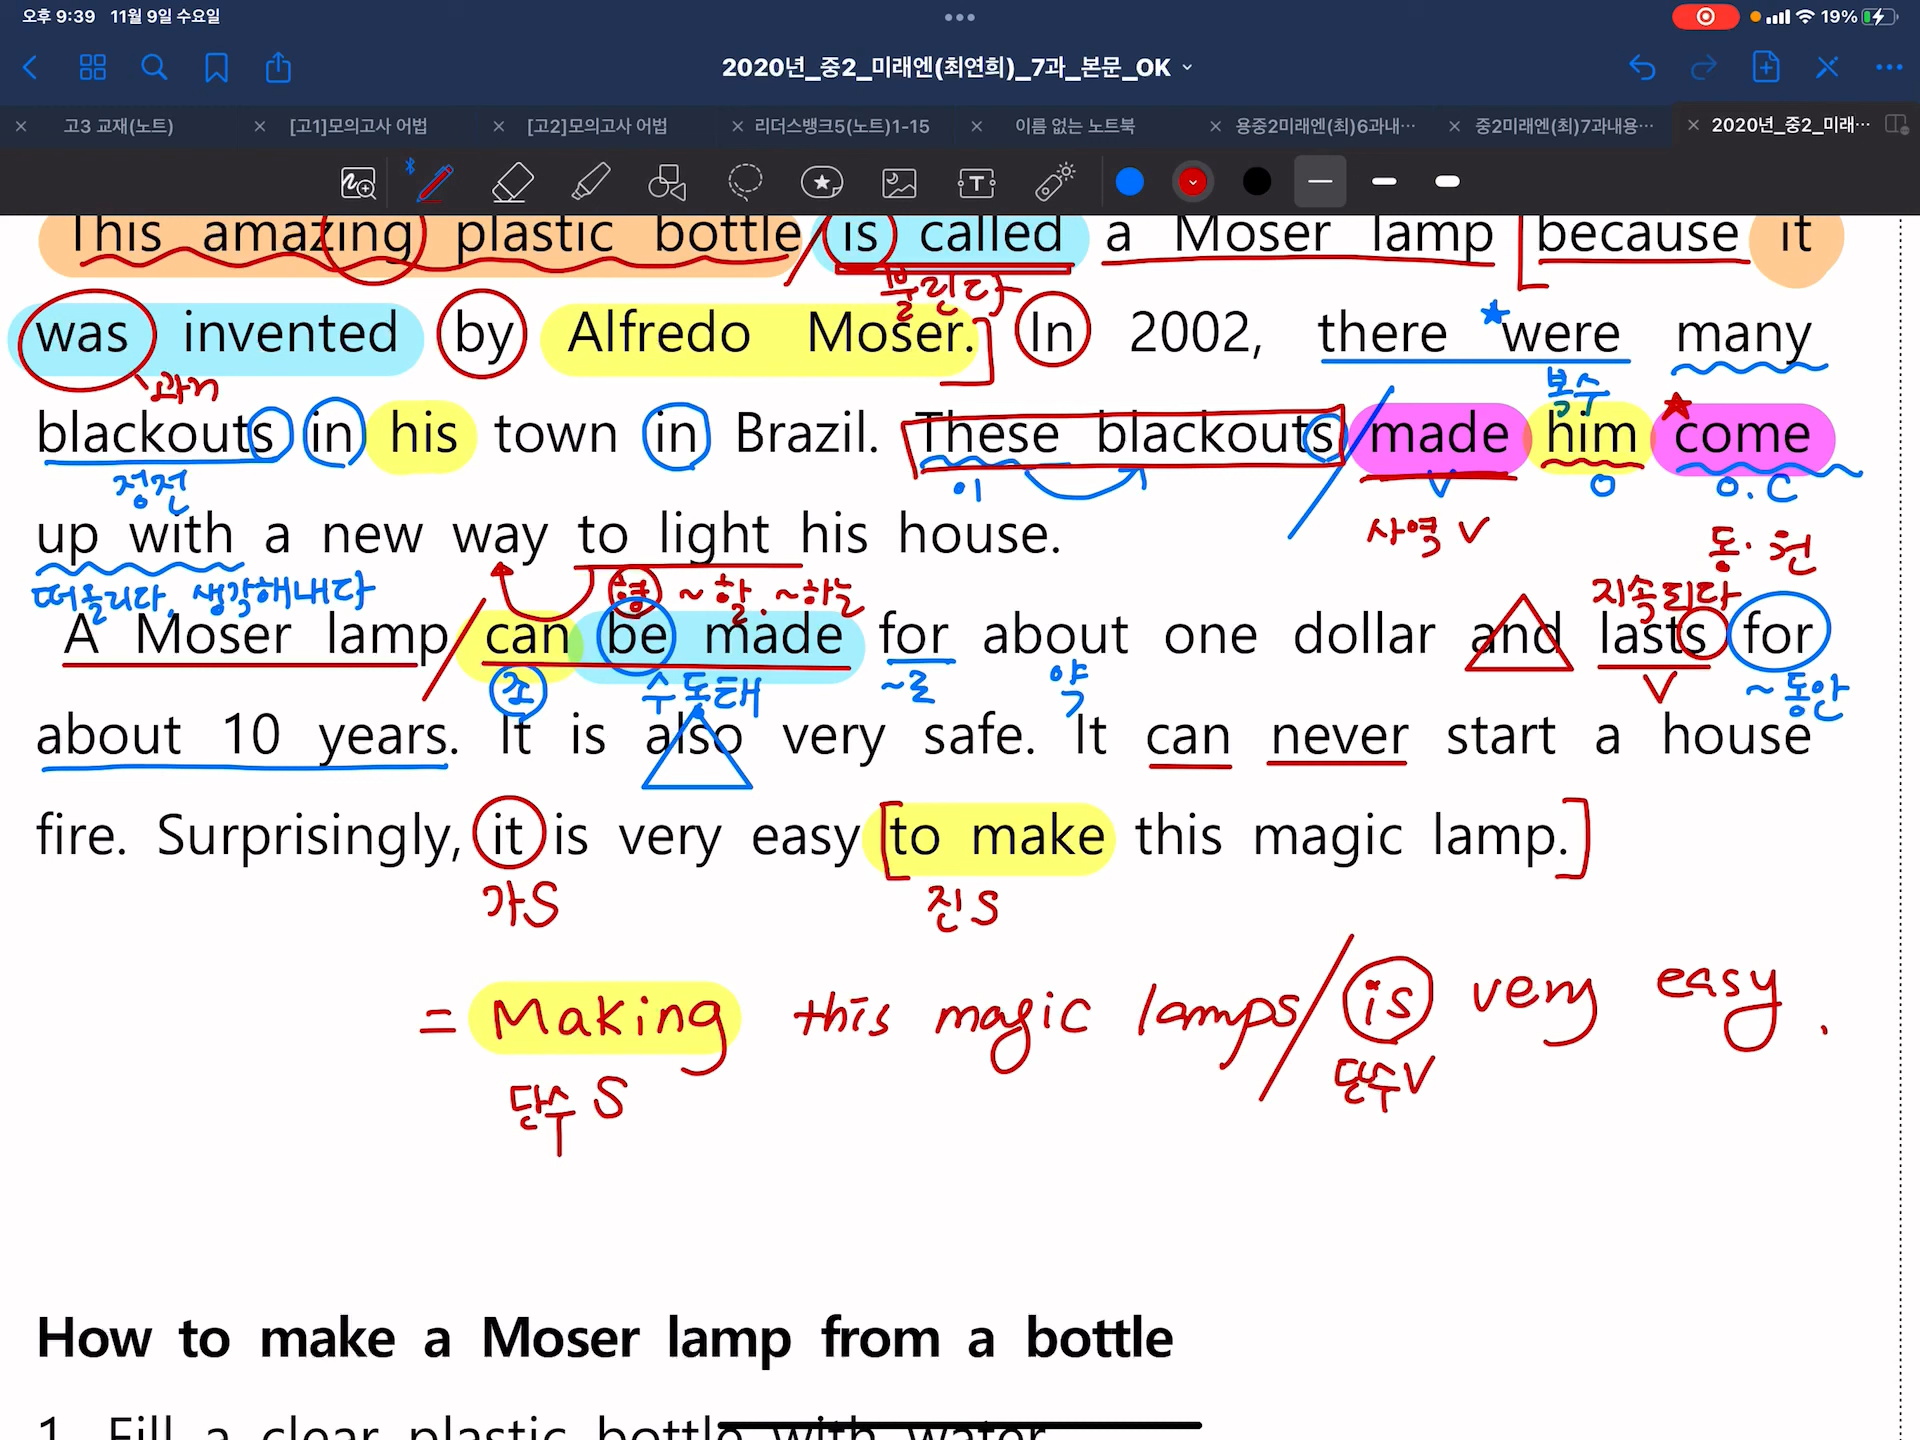 오후 9:39 11월 9일 수요일
19%
2020년_중2_미래엔(최연희)_7과_본문_OK
고3 교재(노트)
[고1]모의고사 어법
[고2]모의고사 어법
리더스뱅크5(노트)1-15
이름 없는 노트북
용중2미래엔(최)6과내…
중2미래엔(최)7과내용…
2020년_중2_미래…
This amazing plastic bottle is called a Moser lamp because it
불린다
was invented by Alfredo Moser. In 2002, there were many
과거
복수
blackouts in his town in Brazil. These blackouts made him come
정전
이
V
O
O.C
up with a new way to light his house.
사역 V
동·원
떠올리다, 생각해내다
형 ~할, ~하는
지속되다
A Moser lamp can be made for about one dollar and lasts for
조
수동태
~로
약
V
~동안
about 10 years. It is also very safe. It can never start a house
fire. Surprisingly, it is very easy to make this magic lamp.
가S
진S
= Making this magic lamps is very easy.
단수 S
단수V
How to make a Moser lamp from a bottle
1. Fill a clear plastic bottle with water.